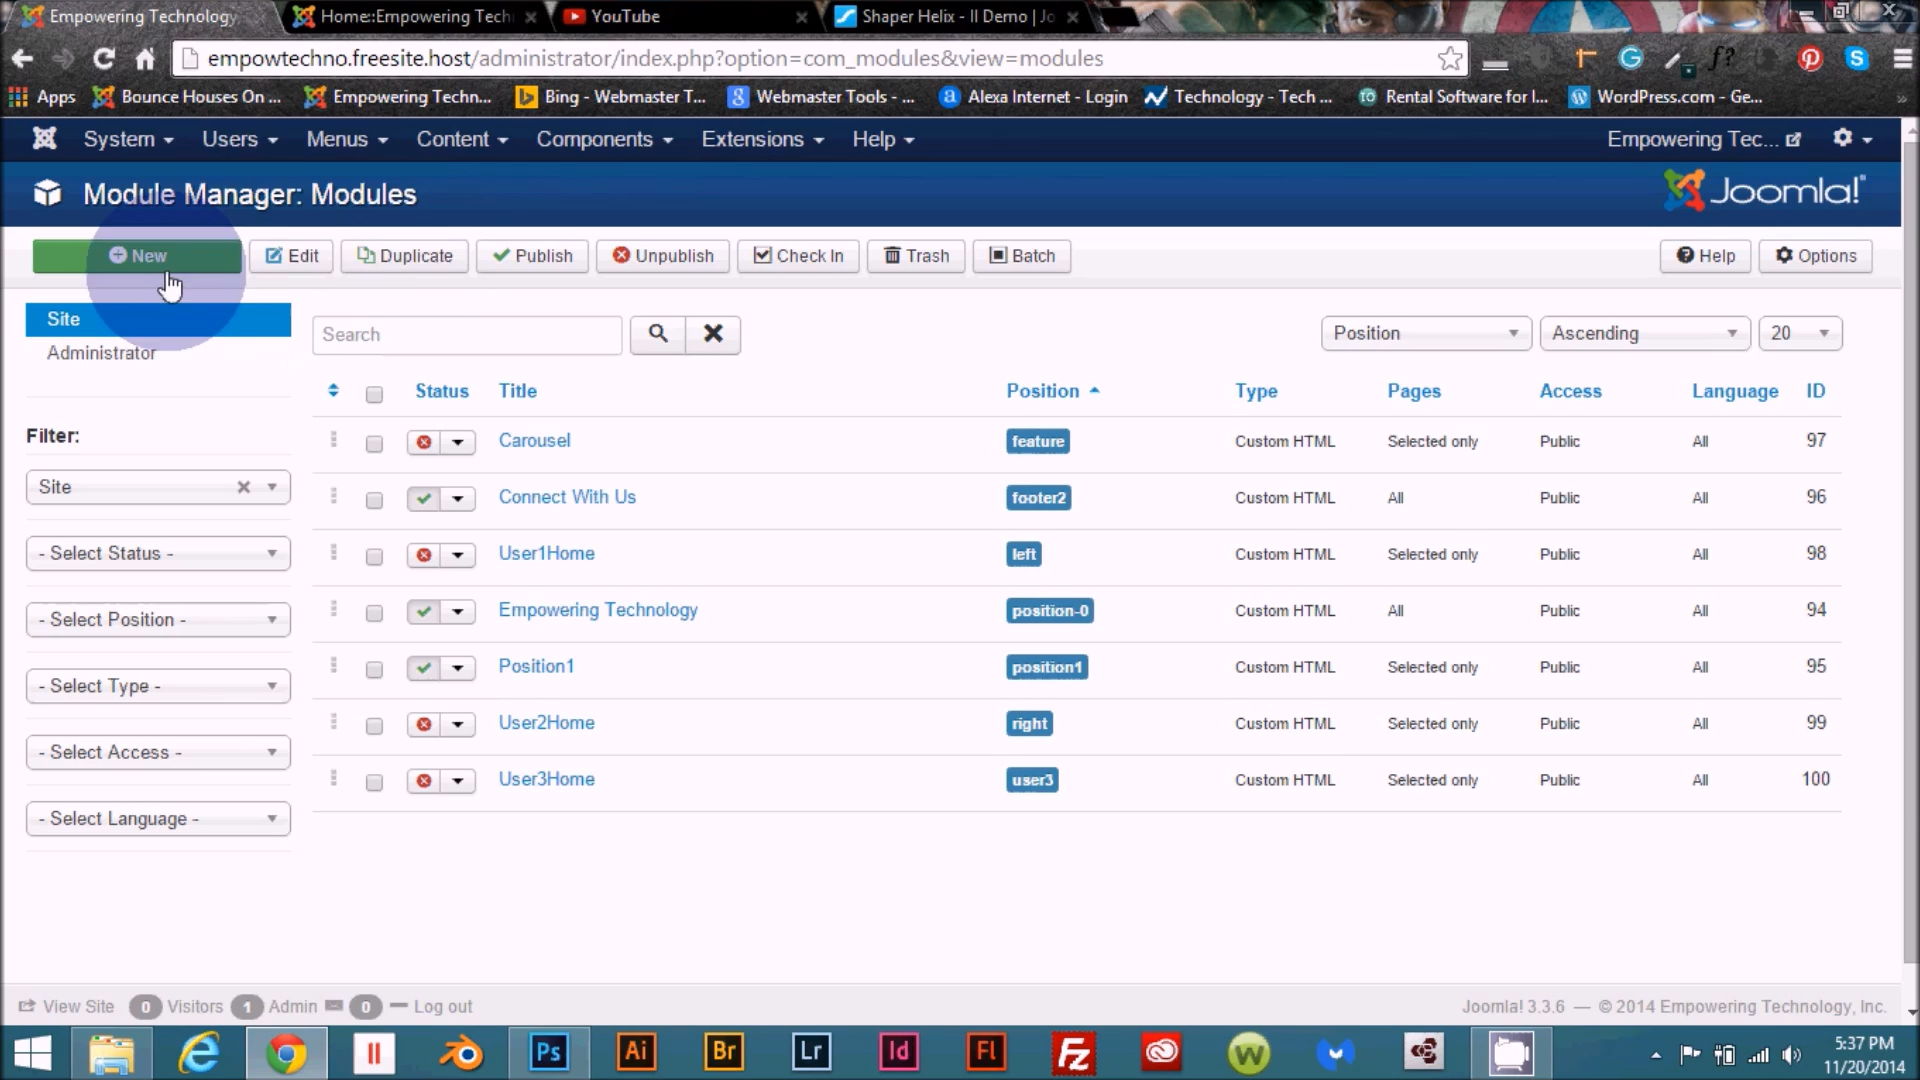 Empowering Technology
Home::Empowering Tech
YouTube
Shaper Helix - II Demo | Jo
empowtechno.freesite.host/administrator/index.php?option=com_modules&view=modules
Apps
Bounce Houses On ...
Empowering Techn...
Bing - Webmaster T...
Webmaster Tools - ...
Alexa Internet - Login
Technology - Tech ...
Rental Software for I...
WordPress.com - Ge...
System
Users
Menus
Content
Components
Extensions
Help
Empowering Tec...
Module Manager: Modules
Joomla!®
New
Edit
Duplicate
Publish
Unpublish
Check In
Trash
Batch
Help
Options
Site
Administrator
Search
Position
Ascending
20
Status Title Position Type Pages Access Language ID
Carousel feature Custom HTML Selected only Public All 97
Connect With Us footer2 Custom HTML All Public All 96
User1Home left Custom HTML Selected only Public All 98
Empowering Technology position-0 Custom HTML All Public All 94
Position1 position1 Custom HTML Selected only Public All 95
User2Home right Custom HTML Selected only Public All 99
User3Home user3 Custom HTML Selected only Public All 100
Filter:
Site
- Select Status -
- Select Position -
- Select Type -
- Select Access -
- Select Language -
View Site 0 Visitors 1 Admin 0 Log out
Joomla! 3.3.6 — © 2014 Empowering Technology, Inc.
Ps
Ai
Br
Lr
Id
Fl
Fz
5:37 PM
11/20/2014